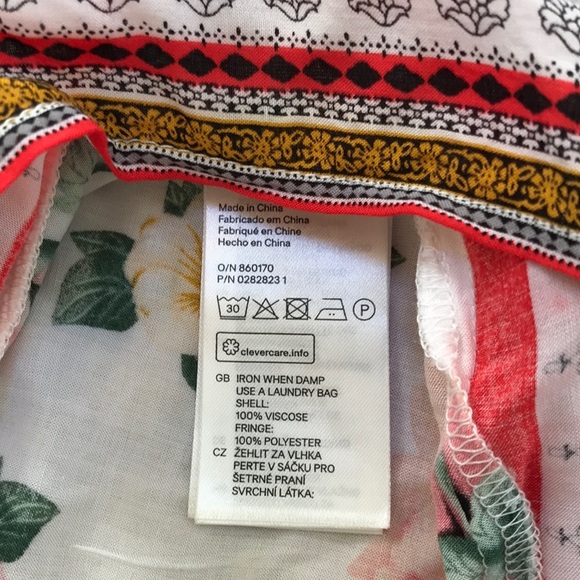 Made in China
Fabricado em China
Fabriqué en Chine
Hecho en China
O/N 860170
P/N 0282823 1
30 P
clevercare.info
GB IRON WHEN DAMP
USE A LAUNDRY BAG
SHELL:
100% VISCOSE
FRINGE:
100% POLYESTER
CZ ŽEHLIT ZA VLHKA
PERTE V SÁČKU PRO
ŠETRNÉ PRANÍ
SVRCHNÍ LÁTKA: